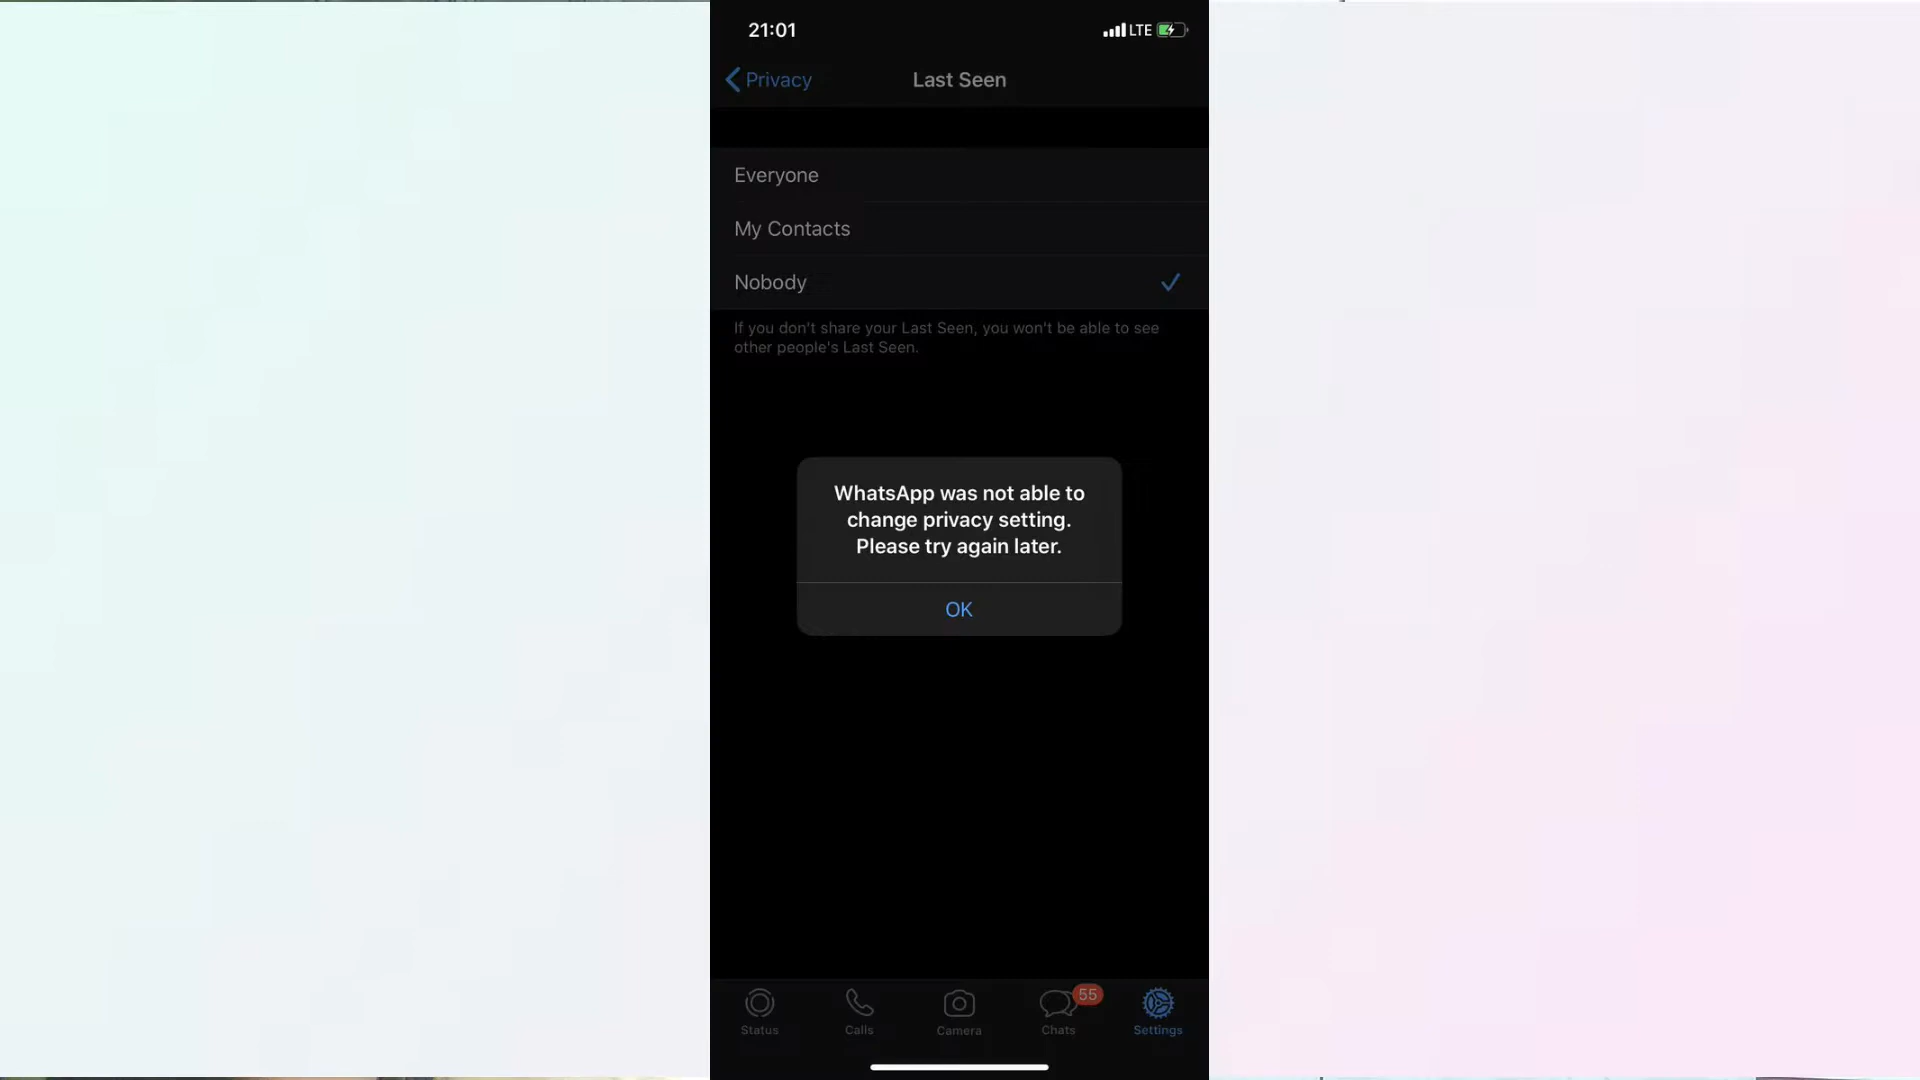 21:01
LTE
Privacy
Last Seen
Everyone
My Contacts
Nobody
If you don't share your Last Seen, you won't be able to see
other people's Last Seen.
WhatsApp was not able to
change privacy setting.
Please try again later.
OK
55
Status
Calls
Camera
Chats
Settings